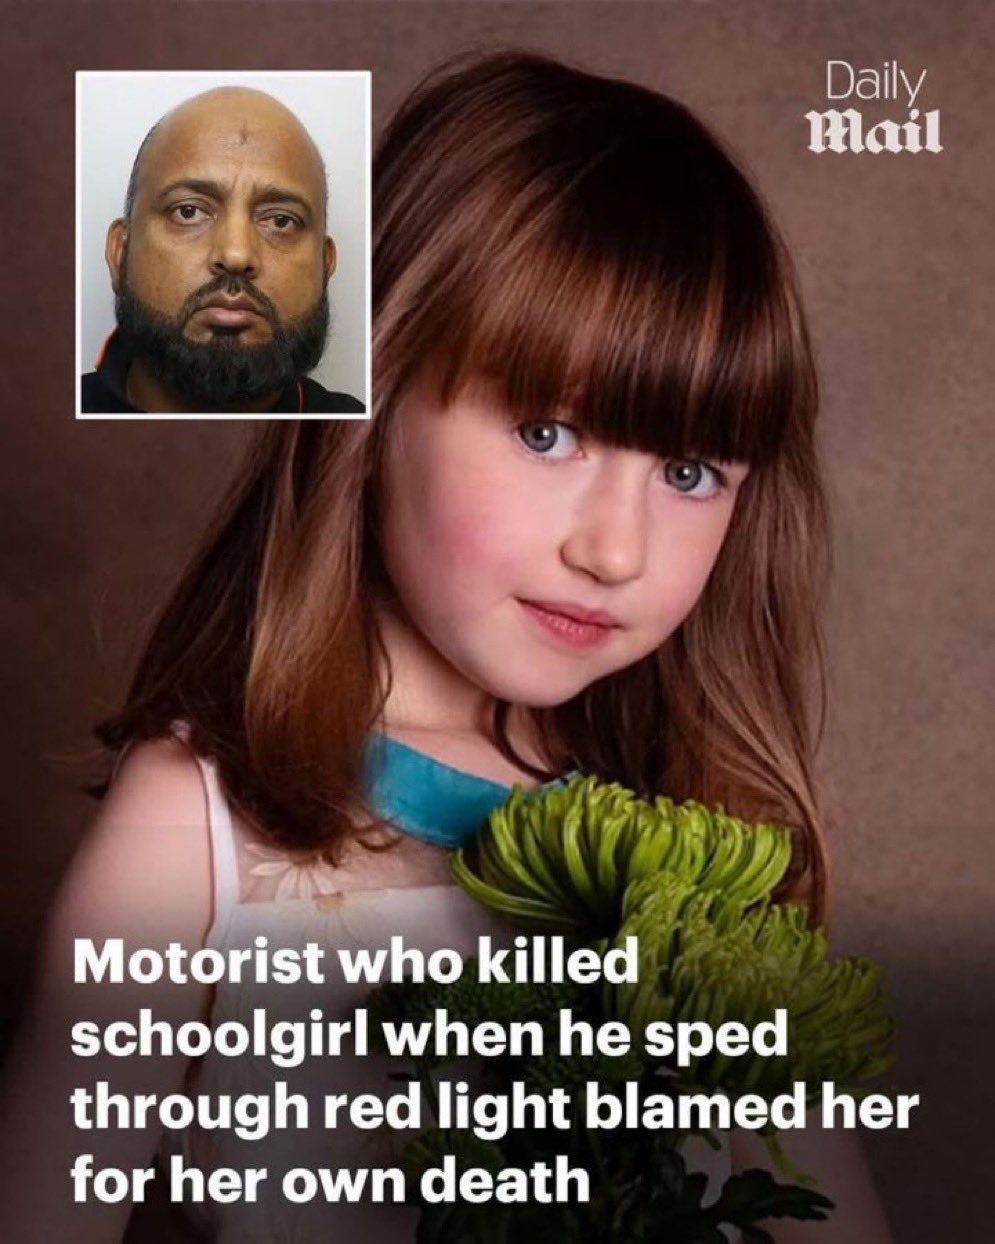 Daily
Mail
Motorist who killed
schoolgirl when he sped
through red light blamed her
for her own death